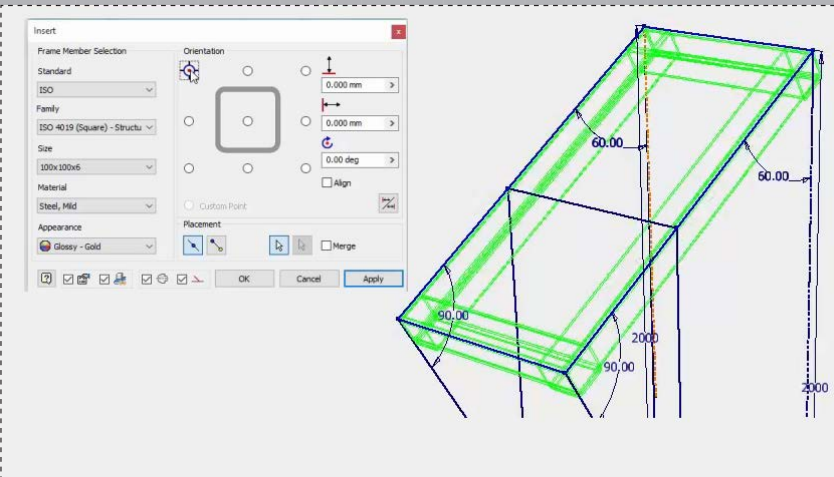 Insert
x
Frame Member Selection
Orientation
Standard
ISO
0.000 mm >
Family
ISO 4019 (Square) - Structu
0.000 mm >
Size
0.00 deg >
100x100x6
Align
Material
Steel, Mild
Custom Point
Appearance
Placement
Glossy - Gold
Merge
?
OK
Cancel
Apply
60.00
60.00
90.00
2000
90.00
2000